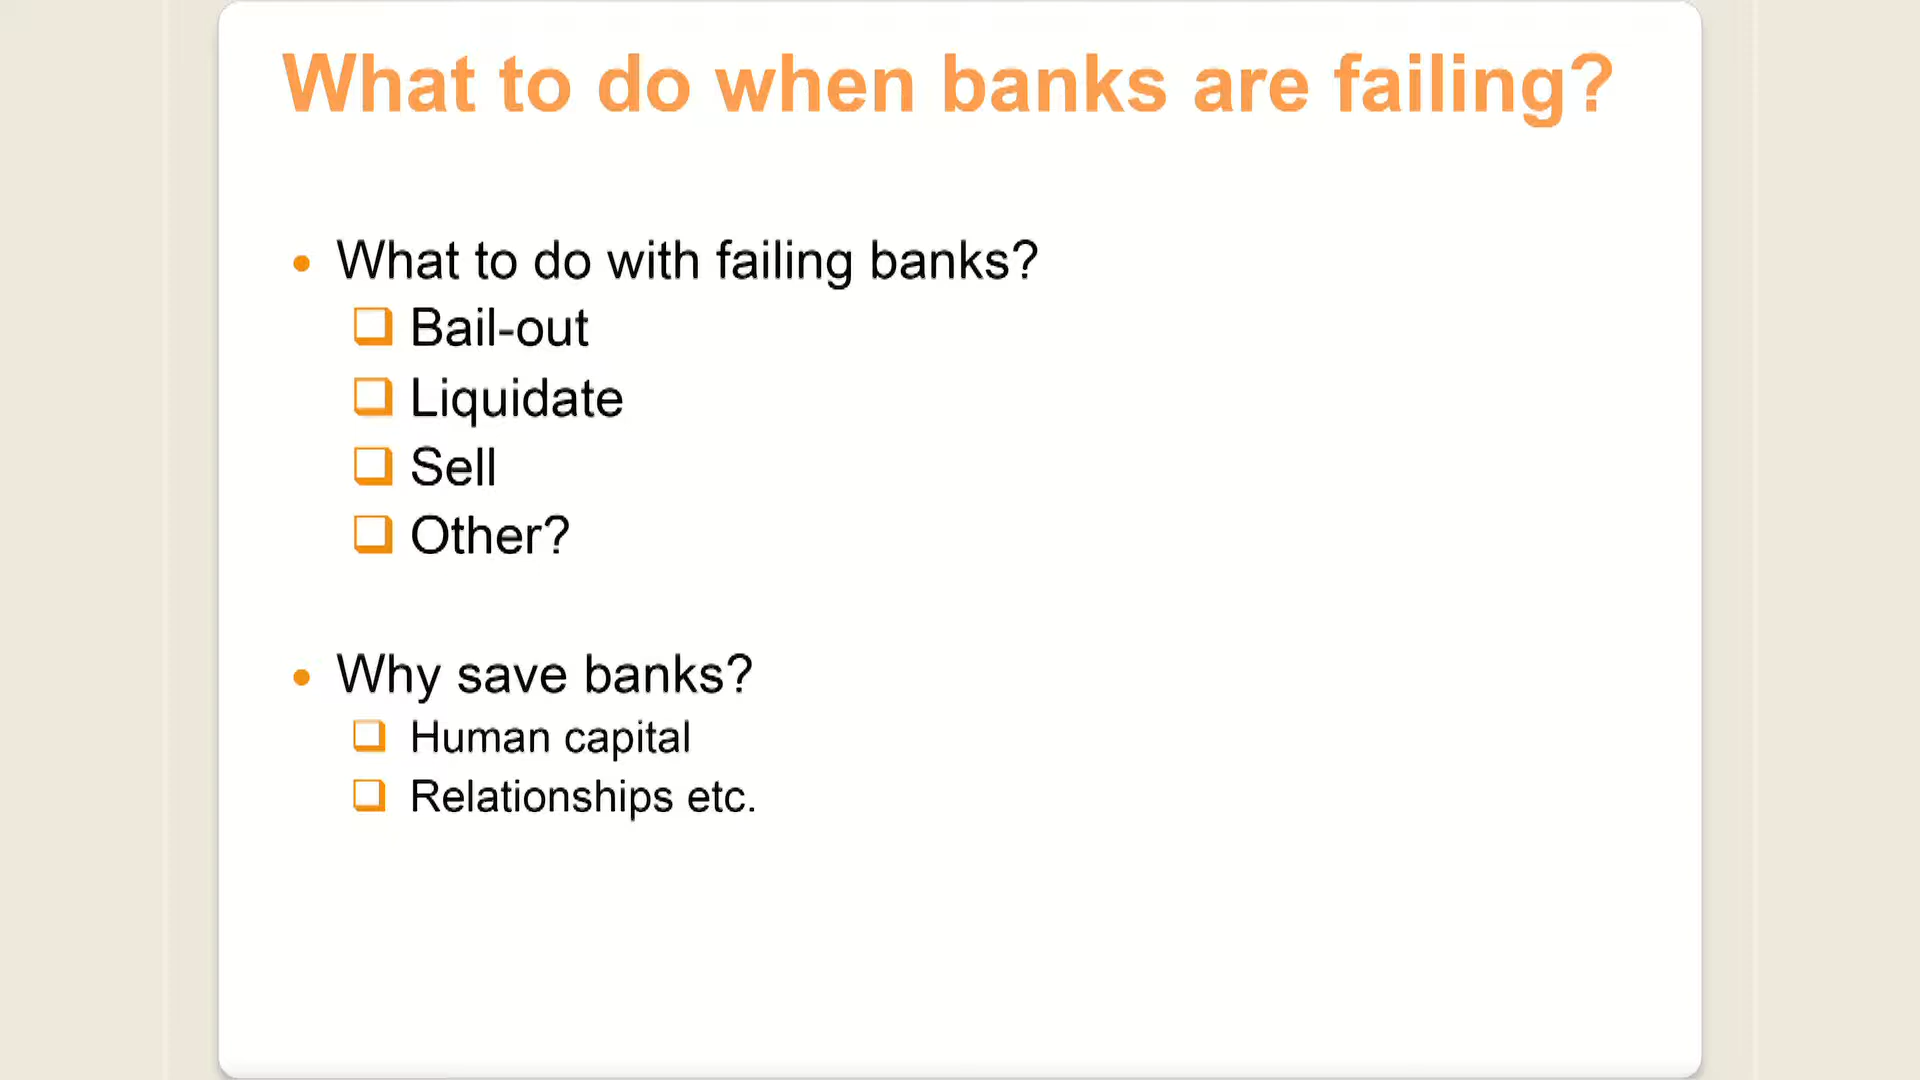 What to do when banks are failing?
What to do with failing banks?
Bail-out
Liquidate
Sell
Other?
Why save banks?
Human capital
Relationships etc.